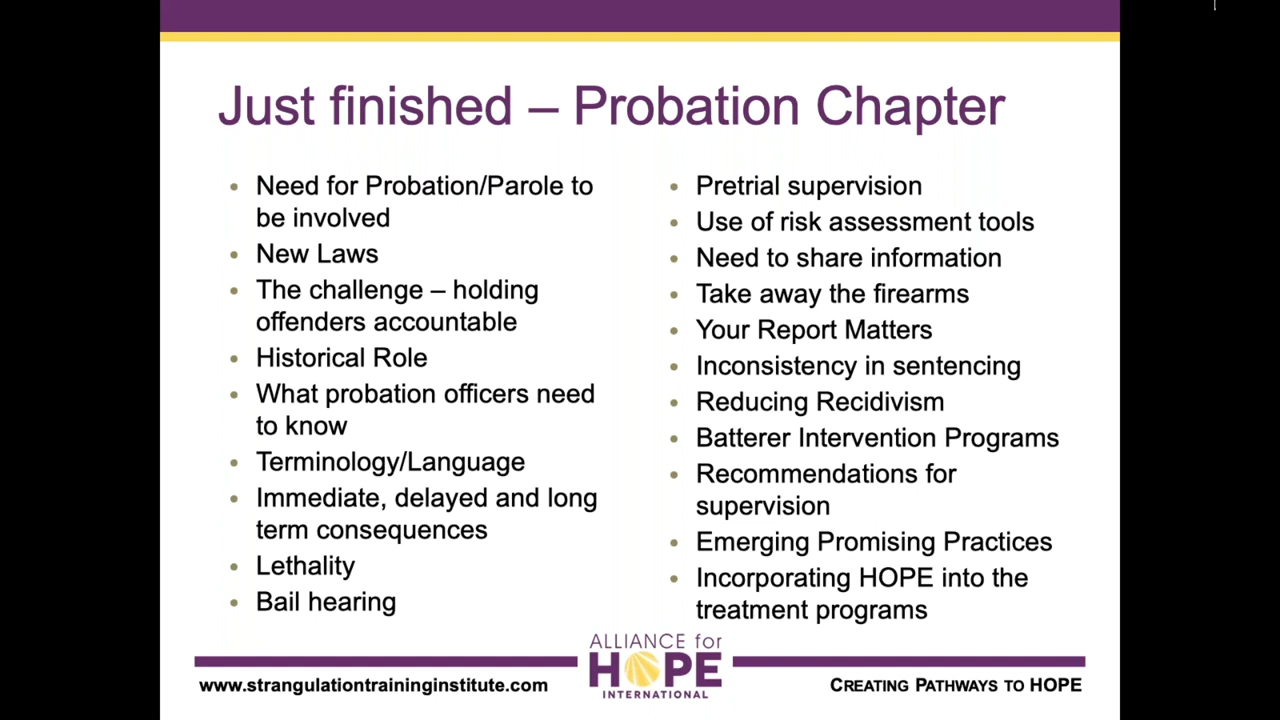 Just finished – Probation Chapter
• Need for Probation/Parole to
be involved
• New Laws
• The challenge – holding
offenders accountable
• Historical Role
• What probation officers need
to know
• Terminology/Language
• Immediate, delayed and long
term consequences
• Lethality
• Bail hearing
• Pretrial supervision
• Use of risk assessment tools
• Need to share information
• Take away the firearms
• Your Report Matters
• Inconsistency in sentencing
• Reducing Recidivism
• Batterer Intervention Programs
• Recommendations for
supervision
• Emerging Promising Practices
• Incorporating HOPE into the
treatment programs
www.strangulationtraininginstitute.com
ALLIANCE for
HOPE
INTERNATIONAL
CREATING PATHWAYS TO HOPE